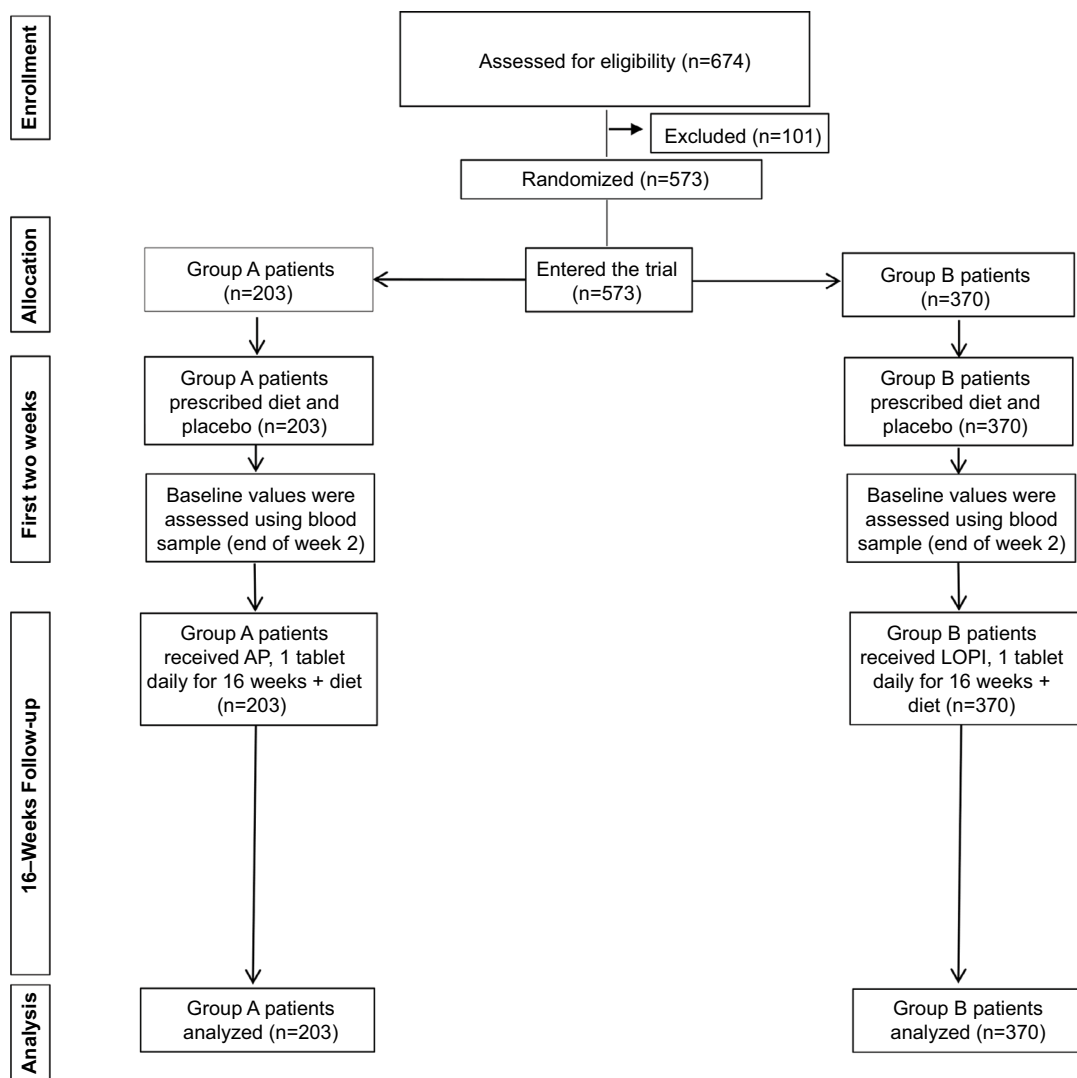 Enrollment
Assessed for eligibility (n=674)
Excluded (n=101)
Randomized (n=573)
Allocation
Group A patients
(n=203)
Entered the trial
(n=573)
Group B patients
(n=370)
First two weeks
Group A patients
prescribed diet and
placebo (n=203)
Group B patients
prescribed diet and
placebo (n=370)
Baseline values were
assessed using blood
sample (end of week 2)
Baseline values were
assessed using blood
sample (end of week 2)
16–Weeks Follow-up
Group A patients
received AP, 1 tablet
daily for 16 weeks + diet
(n=203)
Group B patients
received LOPI, 1 tablet
daily for 16 weeks +
diet (n=370)
Analysis
Group A patients
analyzed (n=203)
Group B patients
analyzed (n=370)